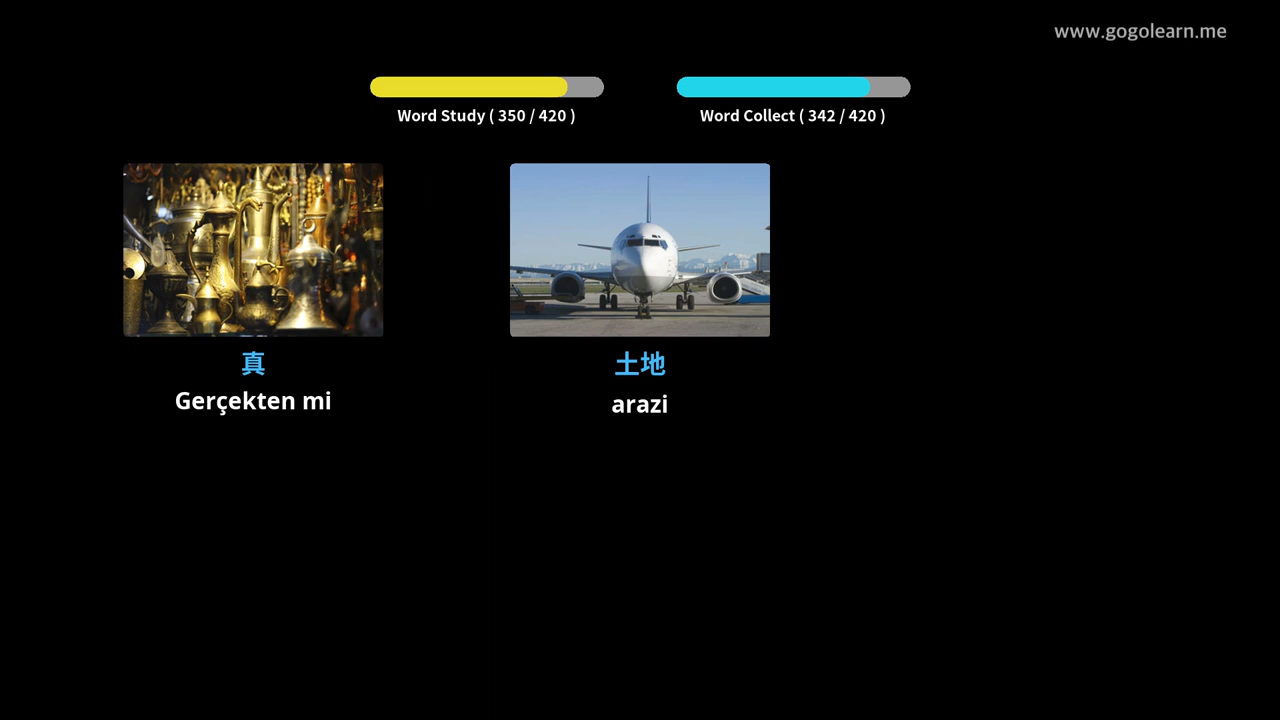 www.gogolearn.me
Word Study ( 350 / 420 )
Word Collect ( 342 / 420 )
真
Gerçekten mi
土地
arazi